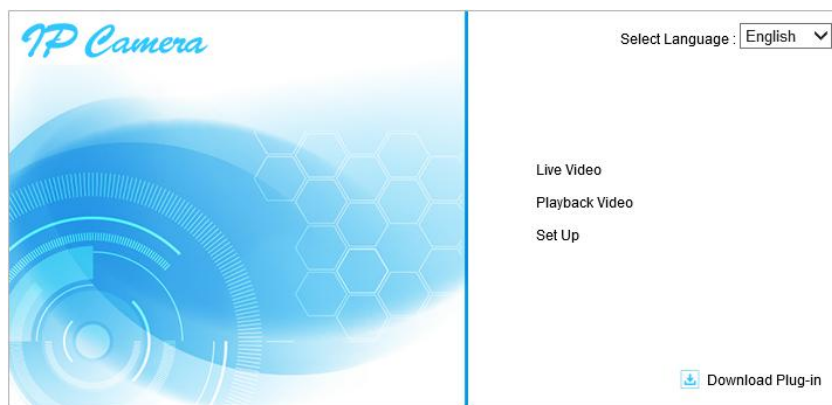 IP Camera
Select Language : English
Live Video
Playback Video
Set Up
Download Plug-in